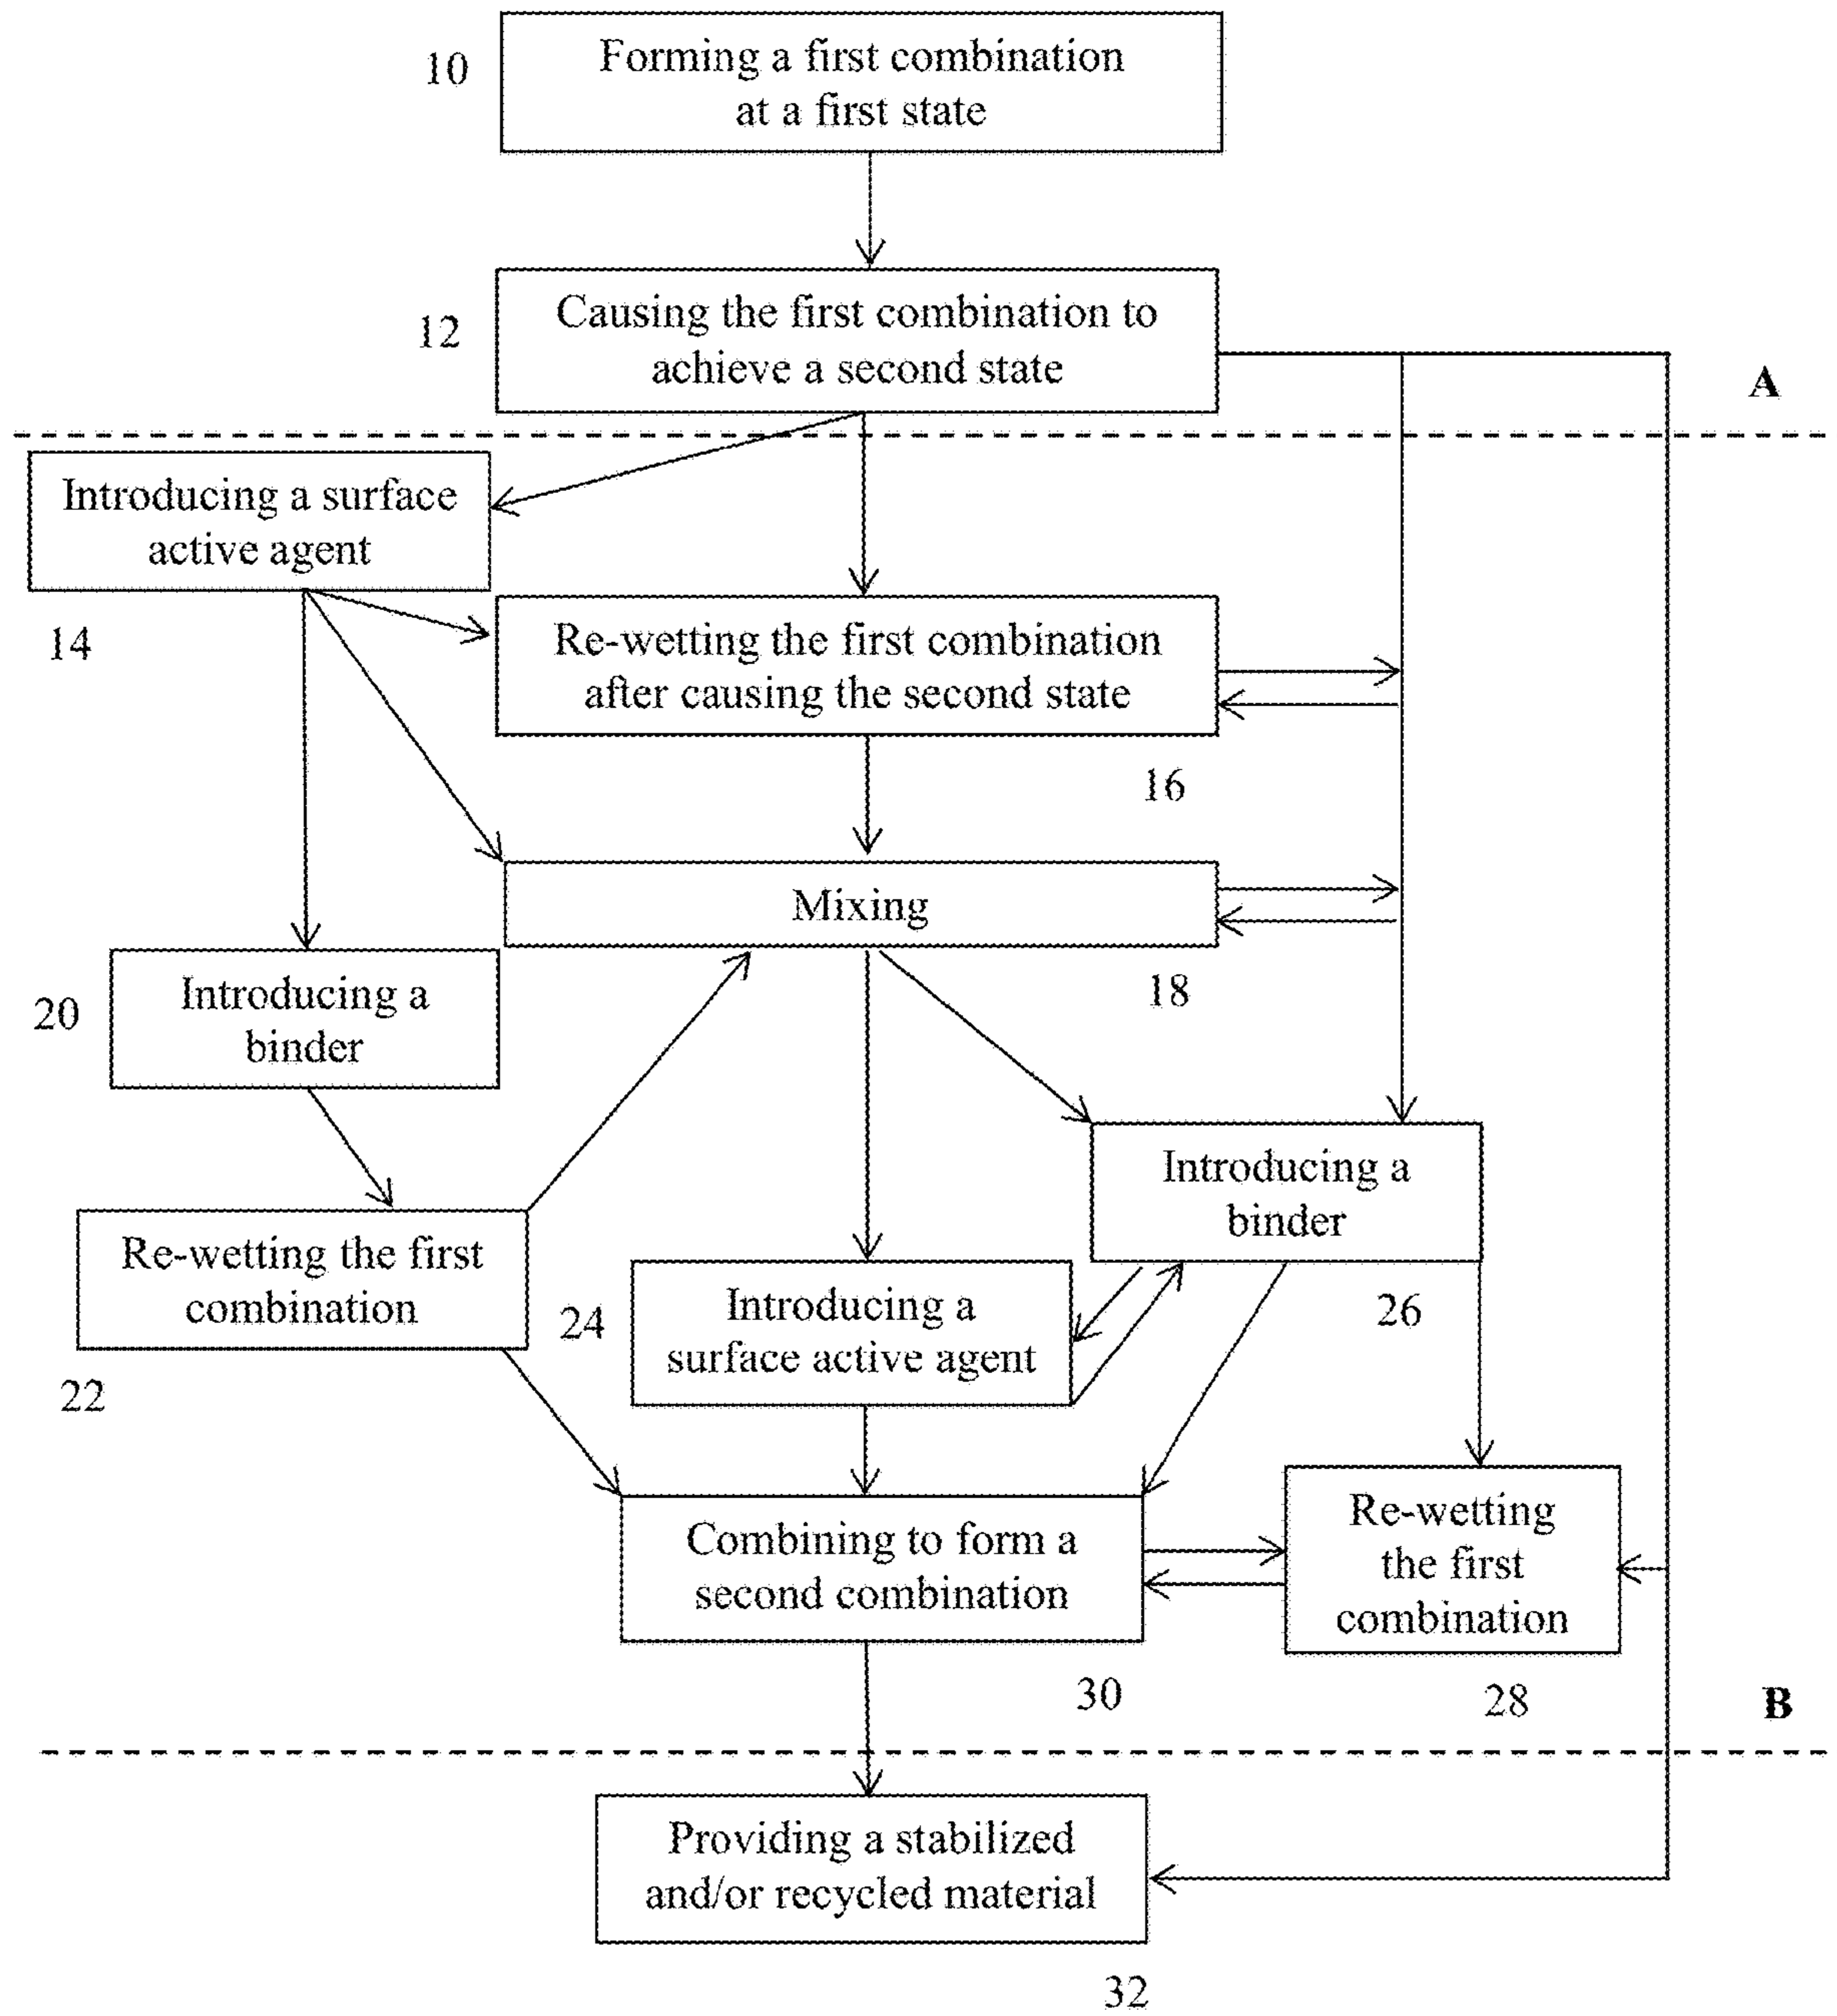 10
Forming a first combination
at a first state
12
Causing the first combination to
achieve a second state
A
Introducing a surface
active agent
14
Re-wetting the first combination
after causing the second state
16
Mixing
18
20
Introducing a
binder
Introducing a
binder
26
Re-wetting the first
combination
22
24
Introducing a
surface active agent
Combining to form a
second combination
30
Re-wetting
the first
combination
28
B
Providing a stabilized
and/or recycled material
32